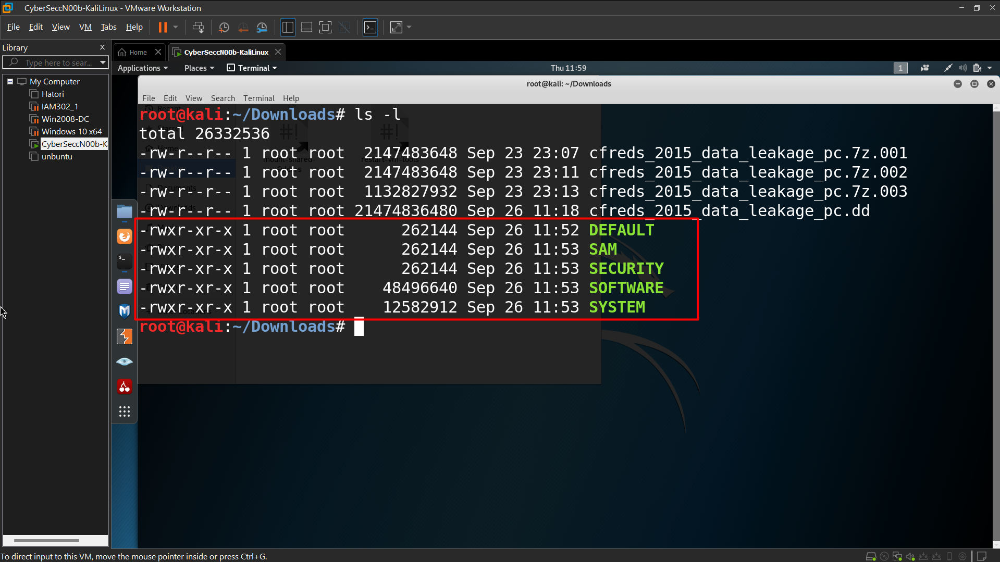 CyberSeccN00b-KaliLinux - VMware Workstation
File Edit View VM Tabs Help
Library
Type here to sear...
My Computer
Hatori
IAM302_1
Win2008-DC
Windows 10 x64
CyberSeccN00b-K
unbuntu
Home
CyberSeccN00b-KaliLinux
Applications Places Terminal
Thu 11:59
1
root@kali: ~/Downloads
File Edit View Search Terminal Help
root@kali:~/Downloads# ls -l
total 26332536
-rw-r--r-- 1 root root 2147483648 Sep 23 23:07 cfreds_2015_data_leakage_pc.7z.001
-rw-r--r-- 1 root root 2147483648 Sep 23 23:11 cfreds_2015_data_leakage_pc.7z.002
-rw-r--r-- 1 root root 1132827932 Sep 23 23:13 cfreds_2015_data_leakage_pc.7z.003
-rw-r--r-- 1 root root 21474836480 Sep 26 11:18 cfreds_2015_data_leakage_pc.dd
-rwxr-xr-x 1 root root 262144 Sep 26 11:52 DEFAULT
-rwxr-xr-x 1 root root 262144 Sep 26 11:53 SAM
-rwxr-xr-x 1 root root 262144 Sep 26 11:53 SECURITY
-rwxr-xr-x 1 root root 48496640 Sep 26 11:53 SOFTWARE
-rwxr-xr-x 1 root root 12582912 Sep 26 11:53 SYSTEM
root@kali:~/Downloads#
To direct input to this VM, move the mouse pointer inside or press Ctrl+G.